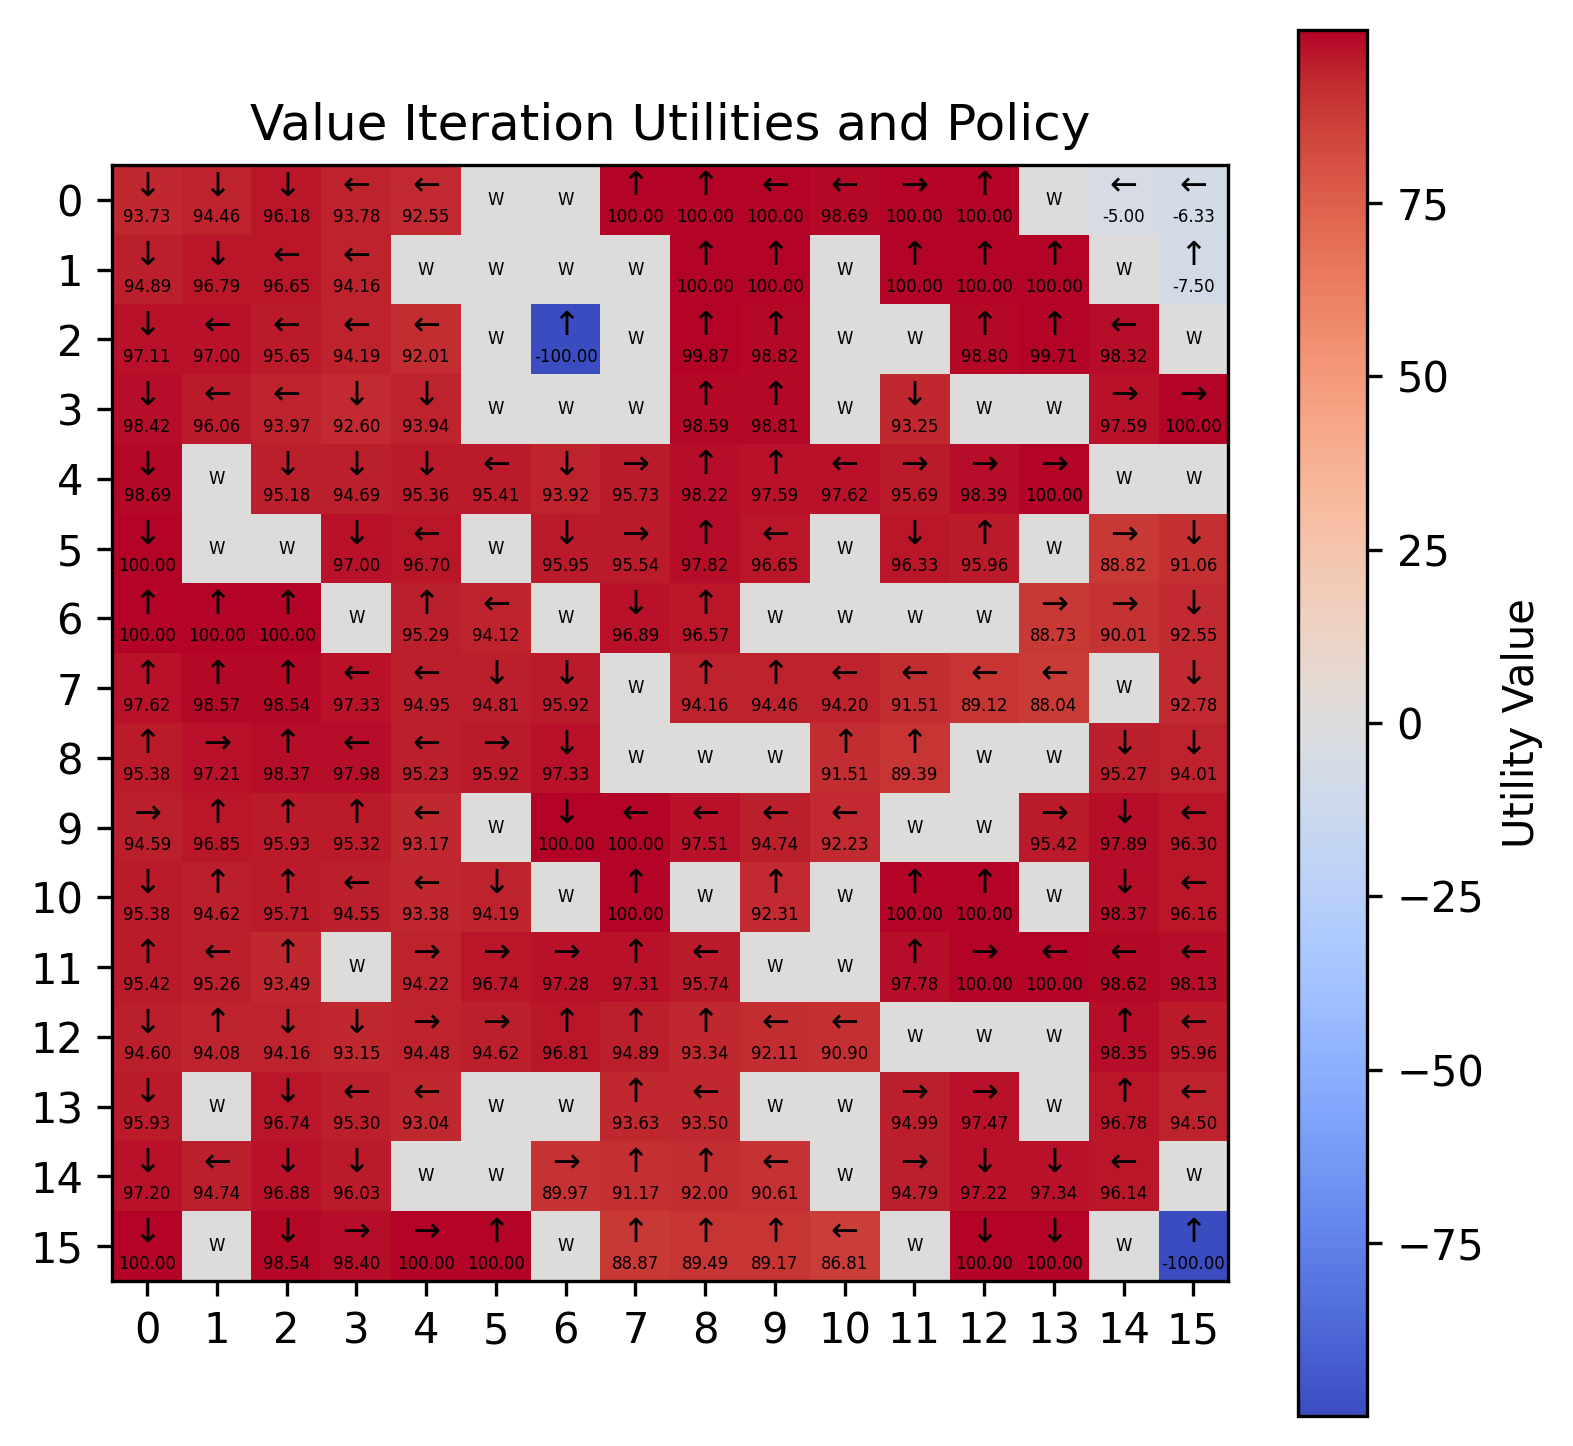 Value Iteration Utilities and Policy
0 ↓ ↓ ↓ ← ← W W ↑ ↑ ← ← → ↑ W ← ←
93.73 94.46 96.18 93.78 92.55 100.00 100.00 100.00 98.69 100.00 100.00 -5.00 -6.33
1 ↓ ↓ ← ← W W W W ↑ ↑ W ↑ ↑ ↑ W ↑
94.89 96.79 96.65 94.16 100.00 100.00 100.00 100.00 100.00 -7.50
2 ↓ ← ← ← ← W ↑ W ↑ ↑ W W ↑ ↑ ← W
97.11 97.00 95.65 94.19 92.01 -100.00 99.87 98.82 98.80 99.71 98.32
3 ↓ ← ← ↓ ↓ W W W ↑ ↑ W ↓ W W → →
98.42 96.06 93.97 92.60 93.94 98.59 98.81 93.25 97.59 100.00
4 ↓ W ↓ ↓ ↓ ← ↓ → ↑ ↑ ← → → → W W
98.69 95.18 94.69 95.36 95.41 93.92 95.73 98.22 97.59 97.62 95.69 98.39 100.00
5 ↓ W W ↓ ← W ↓ → ↑ ← W ↓ ↑ W → ↓
100.00 97.00 96.70 95.95 95.54 97.82 96.65 96.33 95.96 88.82 91.06
6 ↑ ↑ ↑ W ↑ ← W ↓ ↑ W W W W → → ↓
100.00 100.00 100.00 95.29 94.12 96.89 96.57 88.73 90.01 92.55
7 ↑ ↑ ↑ ← ← ↓ ↓ W ↑ ↑ ← ← ← ← W ↓
97.62 98.57 98.54 97.33 94.95 94.81 95.92 94.16 94.46 94.20 91.51 89.12 88.04 92.78
8 ↑ → ↑ ← ← → ↓ W W W ↑ ↑ W W ↓ ↓
95.38 97.21 98.37 97.98 95.23 95.92 97.33 91.51 89.39 95.27 94.01
9 → ↑ ↑ ↑ ← W ↓ ← ← ← ← W W → ↓ ←
94.59 96.85 95.93 95.32 93.17 100.00 100.00 97.51 94.74 92.23 95.42 97.89 96.30
10 ↓ ↑ ↑ ← ← ↓ W ↑ W ↑ W ↑ ↑ W ↓ ←
95.38 94.62 95.71 94.55 93.38 94.19 100.00 92.31 100.00 100.00 98.37 96.16
11 ↑ ← ↑ W → → → ↑ ← W W ↑ → ← ← ←
95.42 95.26 93.49 94.22 96.74 97.28 97.31 95.74 97.78 100.00 100.00 98.62 98.13
12 ↓ ↑ ↓ ↓ → → ↑ ↑ ↑ ← ← W W W ↑ ←
94.60 94.08 94.16 93.15 94.48 94.62 96.81 94.89 93.34 92.11 90.90 98.35 95.96
13 ↓ W ↓ ← ← W W ↑ ← W W → → W ↑ ←
95.93 96.74 95.30 93.04 93.63 93.50 94.99 97.47 96.78 94.50
14 ↓ ← ↓ ↓ W W → ↑ ↑ ← W → ↓ ↓ ← W
97.20 94.74 96.88 96.03 89.97 91.17 92.00 90.61 94.79 97.22 97.34 96.14
15 ↓ W ↓ → → ↑ W ↑ ↑ ↑ ← W ↓ ↓ W ↑
100.00 98.54 98.40 100.00 100.00 88.87 89.49 89.17 86.81 100.00 100.00 -100.00
0 1 2 3 4 5 6 7 8 9 10 11 12 13 14 15
75
50
25
0
−25
−50
−75
Utility Value